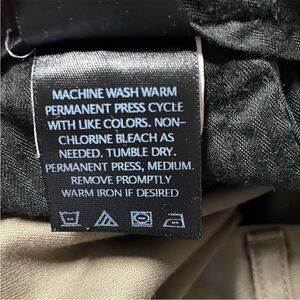 MACHINE WASH WARM
PERMANENT PRESS CYCLE
WITH LIKE COLORS. NON-
CHLORINE BLEACH AS
NEEDED. TUMBLE DRY.
PERMANENT PRESS, MEDIUM.
REMOVE PROMPTLY
WARM IRON IF DESIRED